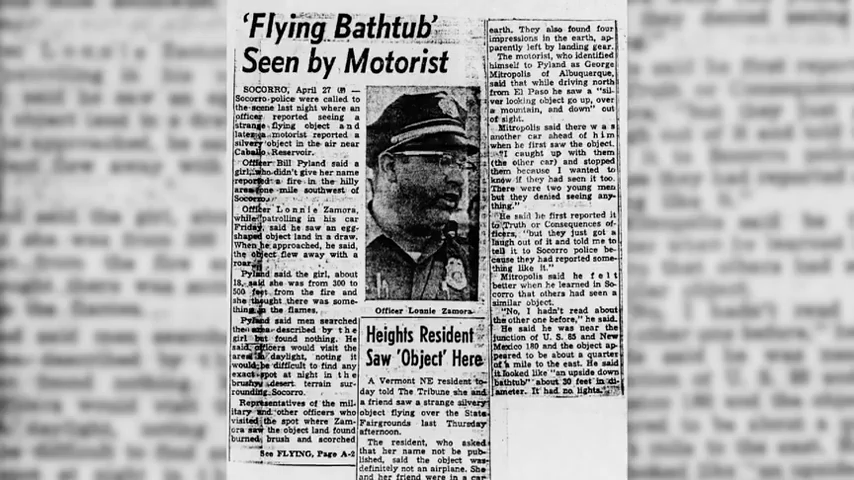 'Flying Bathtub'
Seen by Motorist
SOCORRO, April 27 (AP) —
Socorro police were called to
the scene last night where an
officer reported seeing a
strange flying object and
later a motorist reported a
silvery object in the air near
Caballo Reservoir.
Officer Bill Pyland said a
girl, who didn't give her name
reported a fire in the hilly
area one mile southwest of
Socorro.
Officer Lonnie Zamora,
while patrolling in his car
Friday, said he saw an egg-
shaped object land in a draw.
When he approached, he said,
the object flew away with a
roar.
Pyland said the girl, about
18, said she was from 300 to
500 feet from the fire and
she thought there was some-
thing in the flames.
Pyland said men searched
the area described by the
girl but found nothing. He
said officers would visit the
area in daylight, noting it
would be difficult to find any
exact spot at night in the
brushy desert terrain sur-
rounding Socorro.
Representatives of the mil-
itary and other officers who
visited the spot where Zam-
ora saw the object land found
burned brush and scorched
See FLYING, Page A-2
Officer Lonnie Zamora
Heights Resident
Saw 'Object' Here
A Vermont NE resident to-
day told The Tribune she and
a friend saw a strange silvery
object flying over the State
Fairgrounds last Thursday
afternoon.
The resident, who asked
that her name not be pub-
lished, said the object was
definitely not an airplane. She
and her friend were in a car
earth. They also found four
impressions in the earth, ap-
parently left by landing gear.
The motorist, who identified
himself to Pyland as George
Mitropolis of Albuquerque,
said that while driving north
from El Paso he saw a "sil-
ver looking object go up, over
a mountain, and down" out
of sight.
Mitropolis said there was
another car ahead of him
when he first saw the object.
"I caught up with them
(the other car) and stopped
them because I wanted to
know if they had seen it too.
There were two young men
but they denied seeing any-
thing."
He said he first reported it
to Truth or Consequences of-
ficers, "but they just got a
laugh out of it and told me to
tell it to Socorro police be-
cause they had reported some-
thing like it."
Mitropolis said he felt
better when he learned in So-
corro that others had seen a
similar object.
"No, I hadn't read about
the other one before," he said.
He said he was near the
junction of U. S. 85 and New
Mexico 180 and the object ap-
peared to be about a quarter
of a mile to the east. He said
it looked like "an upside down
bathtub" about 30 feet in di-
ameter. It had no lights.